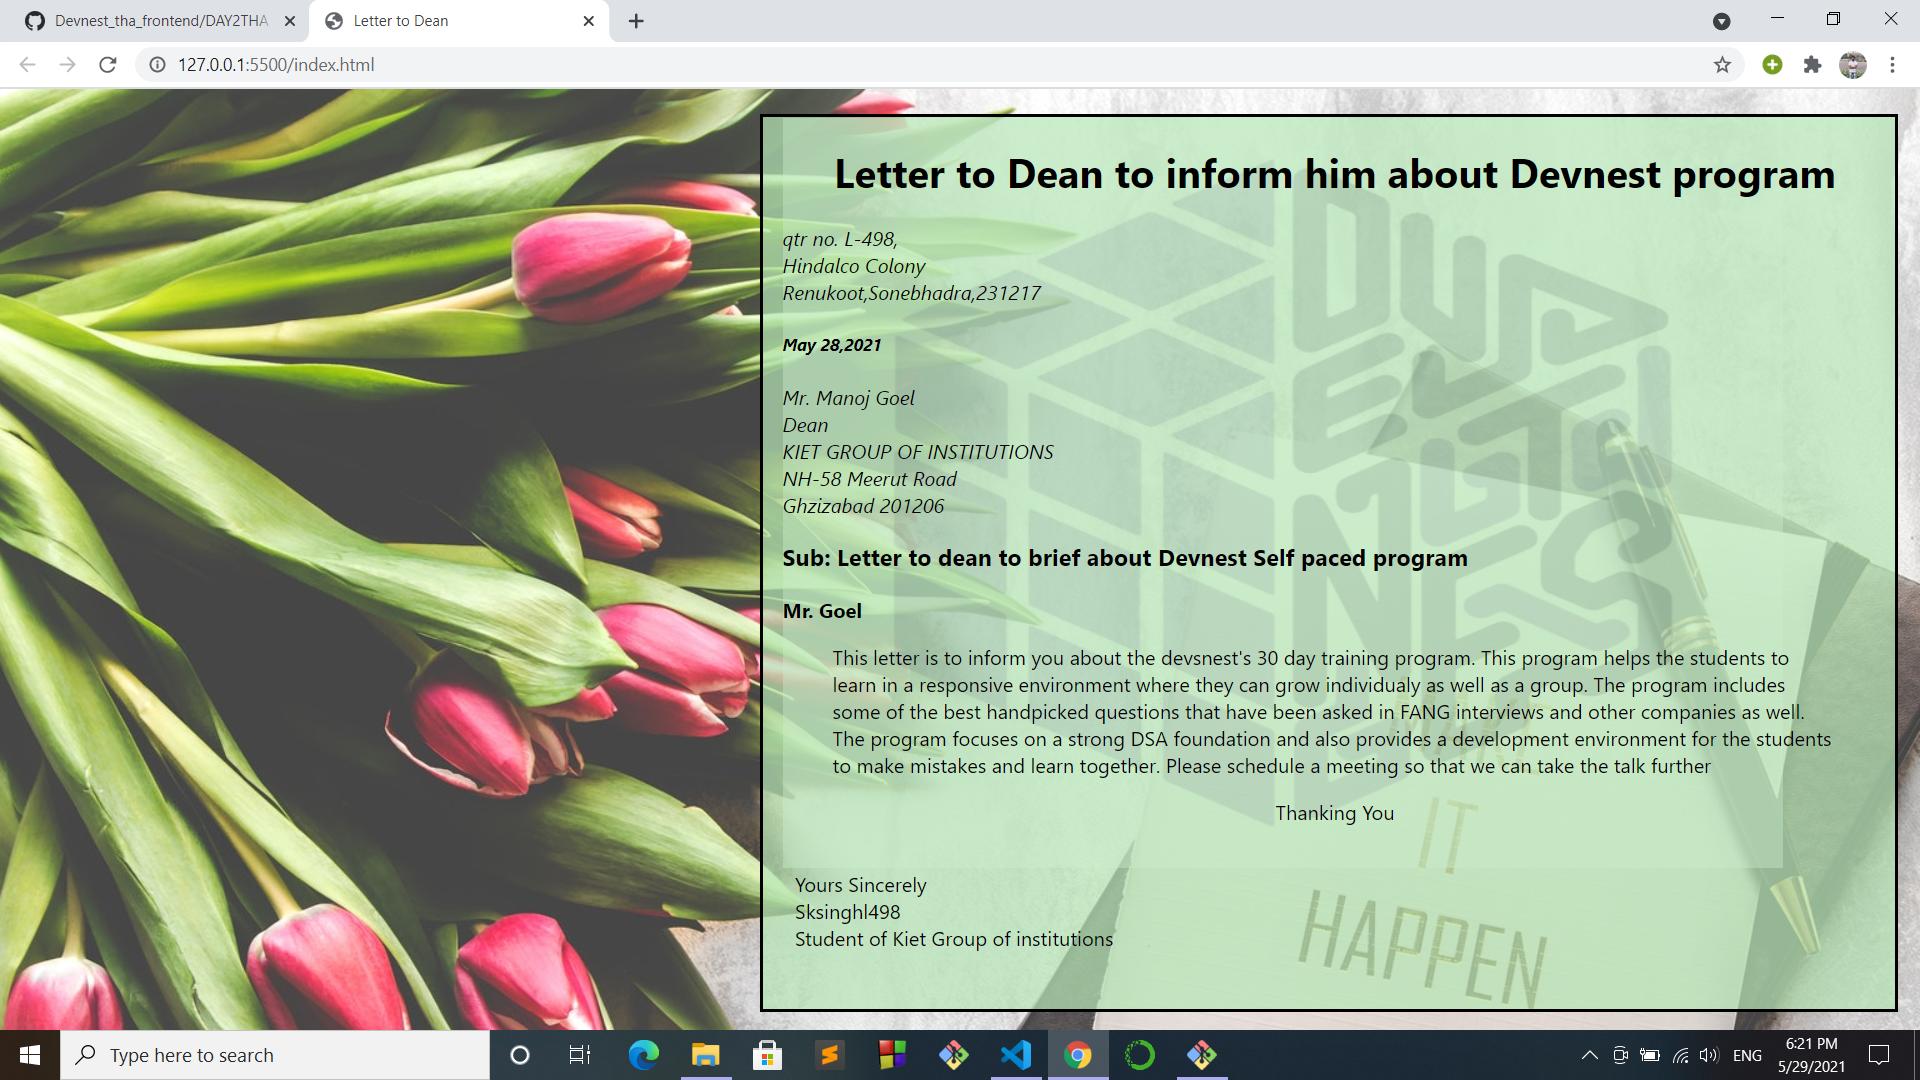 Devnest_tha_frontend/DAY2THA
Letter to Dean
127.0.0.1:5500/index.html
Letter to Dean to inform him about Devnest program
qtr no. L-498,
Hindalco Colony
Renukoot,Sonebhadra,231217
May 28,2021
Mr. Manoj Goel
Dean
KIET GROUP OF INSTITUTIONS
NH-58 Meerut Road
Ghzizabad 201206
Sub: Letter to dean to brief about Devnest Self paced program
Mr. Goel
This letter is to inform you about the devsnest's 30 day training program. This program helps the students to
learn in a responsive environment where they can grow individualy as well as a group. The program includes
some of the best handpicked questions that have been asked in FANG interviews and other companies as well.
The program focuses on a strong DSA foundation and also provides a development environment for the students
to make mistakes and learn together. Please schedule a meeting so that we can take the talk further
Thanking You
Yours Sincerely
Sksinghl498
Student of Kiet Group of institutions
MAKE
IT
HAPPEN
Type here to search
ENG
6:21 PM
5/29/2021